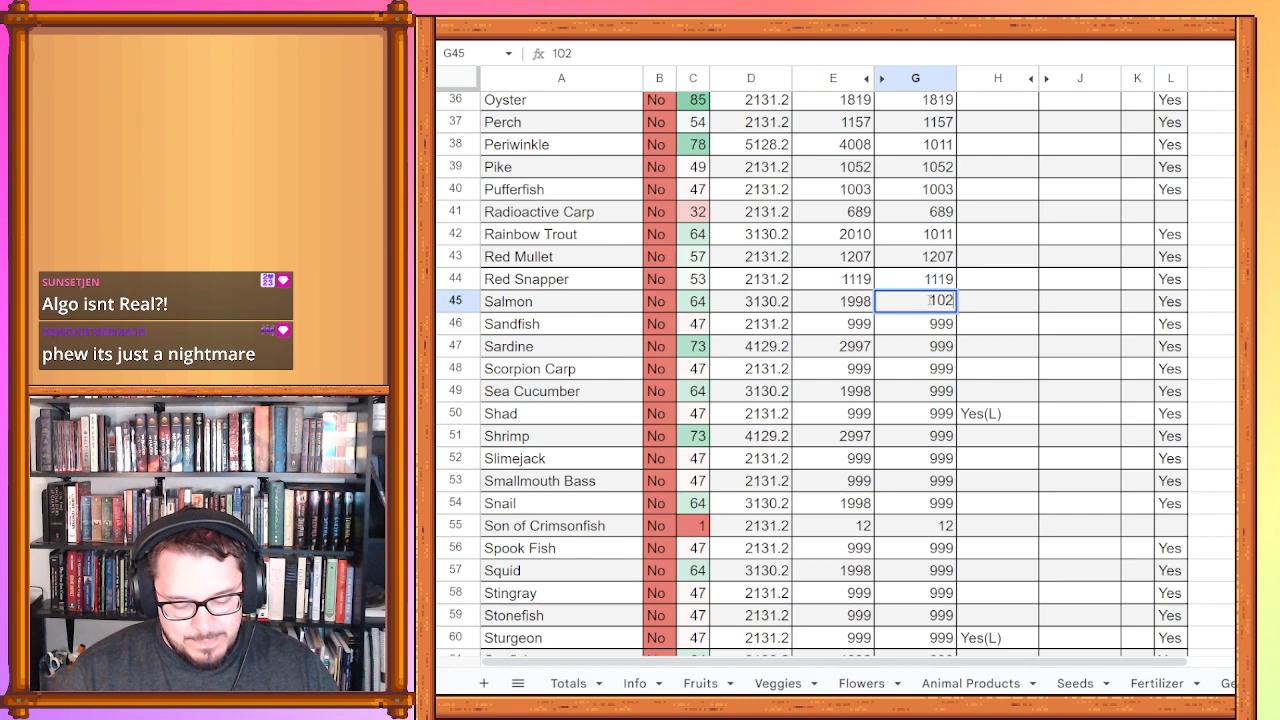 G45 fx 102
A B C D E G H J K L
36 Oyster No 85 2131.2 1819 1819 Yes
37 Perch No 54 2131.2 1157 1157 Yes
38 Periwinkle No 78 5128.2 4008 1011 Yes
39 Pike No 49 2131.2 1052 1052 Yes
40 Pufferfish No 47 2131.2 1003 1003 Yes
41 Radioactive Carp No 32 2131.2 689 689
42 Rainbow Trout No 64 3130.2 2010 1011 Yes
43 Red Mullet No 57 2131.2 1207 1207 Yes
44 Red Snapper No 53 2131.2 1119 1119 Yes
45 Salmon No 64 3130.2 1998 102 Yes
46 Sandfish No 47 2131.2 999 999 Yes
47 Sardine No 73 4129.2 2997 999 Yes
48 Scorpion Carp No 47 2131.2 999 999 Yes
49 Sea Cucumber No 64 3130.2 1998 999 Yes
50 Shad No 47 2131.2 999 999 Yes(L) Yes
51 Shrimp No 73 4129.2 2997 999 Yes
52 Slimejack No 47 2131.2 999 999 Yes
53 Smallmouth Bass No 47 2131.2 999 999 Yes
54 Snail No 64 3130.2 1998 999 Yes
55 Son of Crimsonfish No 1 2131.2 12 12
56 Spook Fish No 47 2131.2 999 999 Yes
57 Squid No 64 3130.2 1998 999 Yes
58 Stingray No 47 2131.2 999 999 Yes
59 Stonefish No 47 2131.2 999 999 Yes
60 Sturgeon No 47 2131.2 999 999 Yes(L) Yes
+ Totals Info Fruits Veggies Flowers Animal Products Seeds Fertilizer Ge
SUNSETJEN
Algo isnt Real?!
phew its just a nightmare